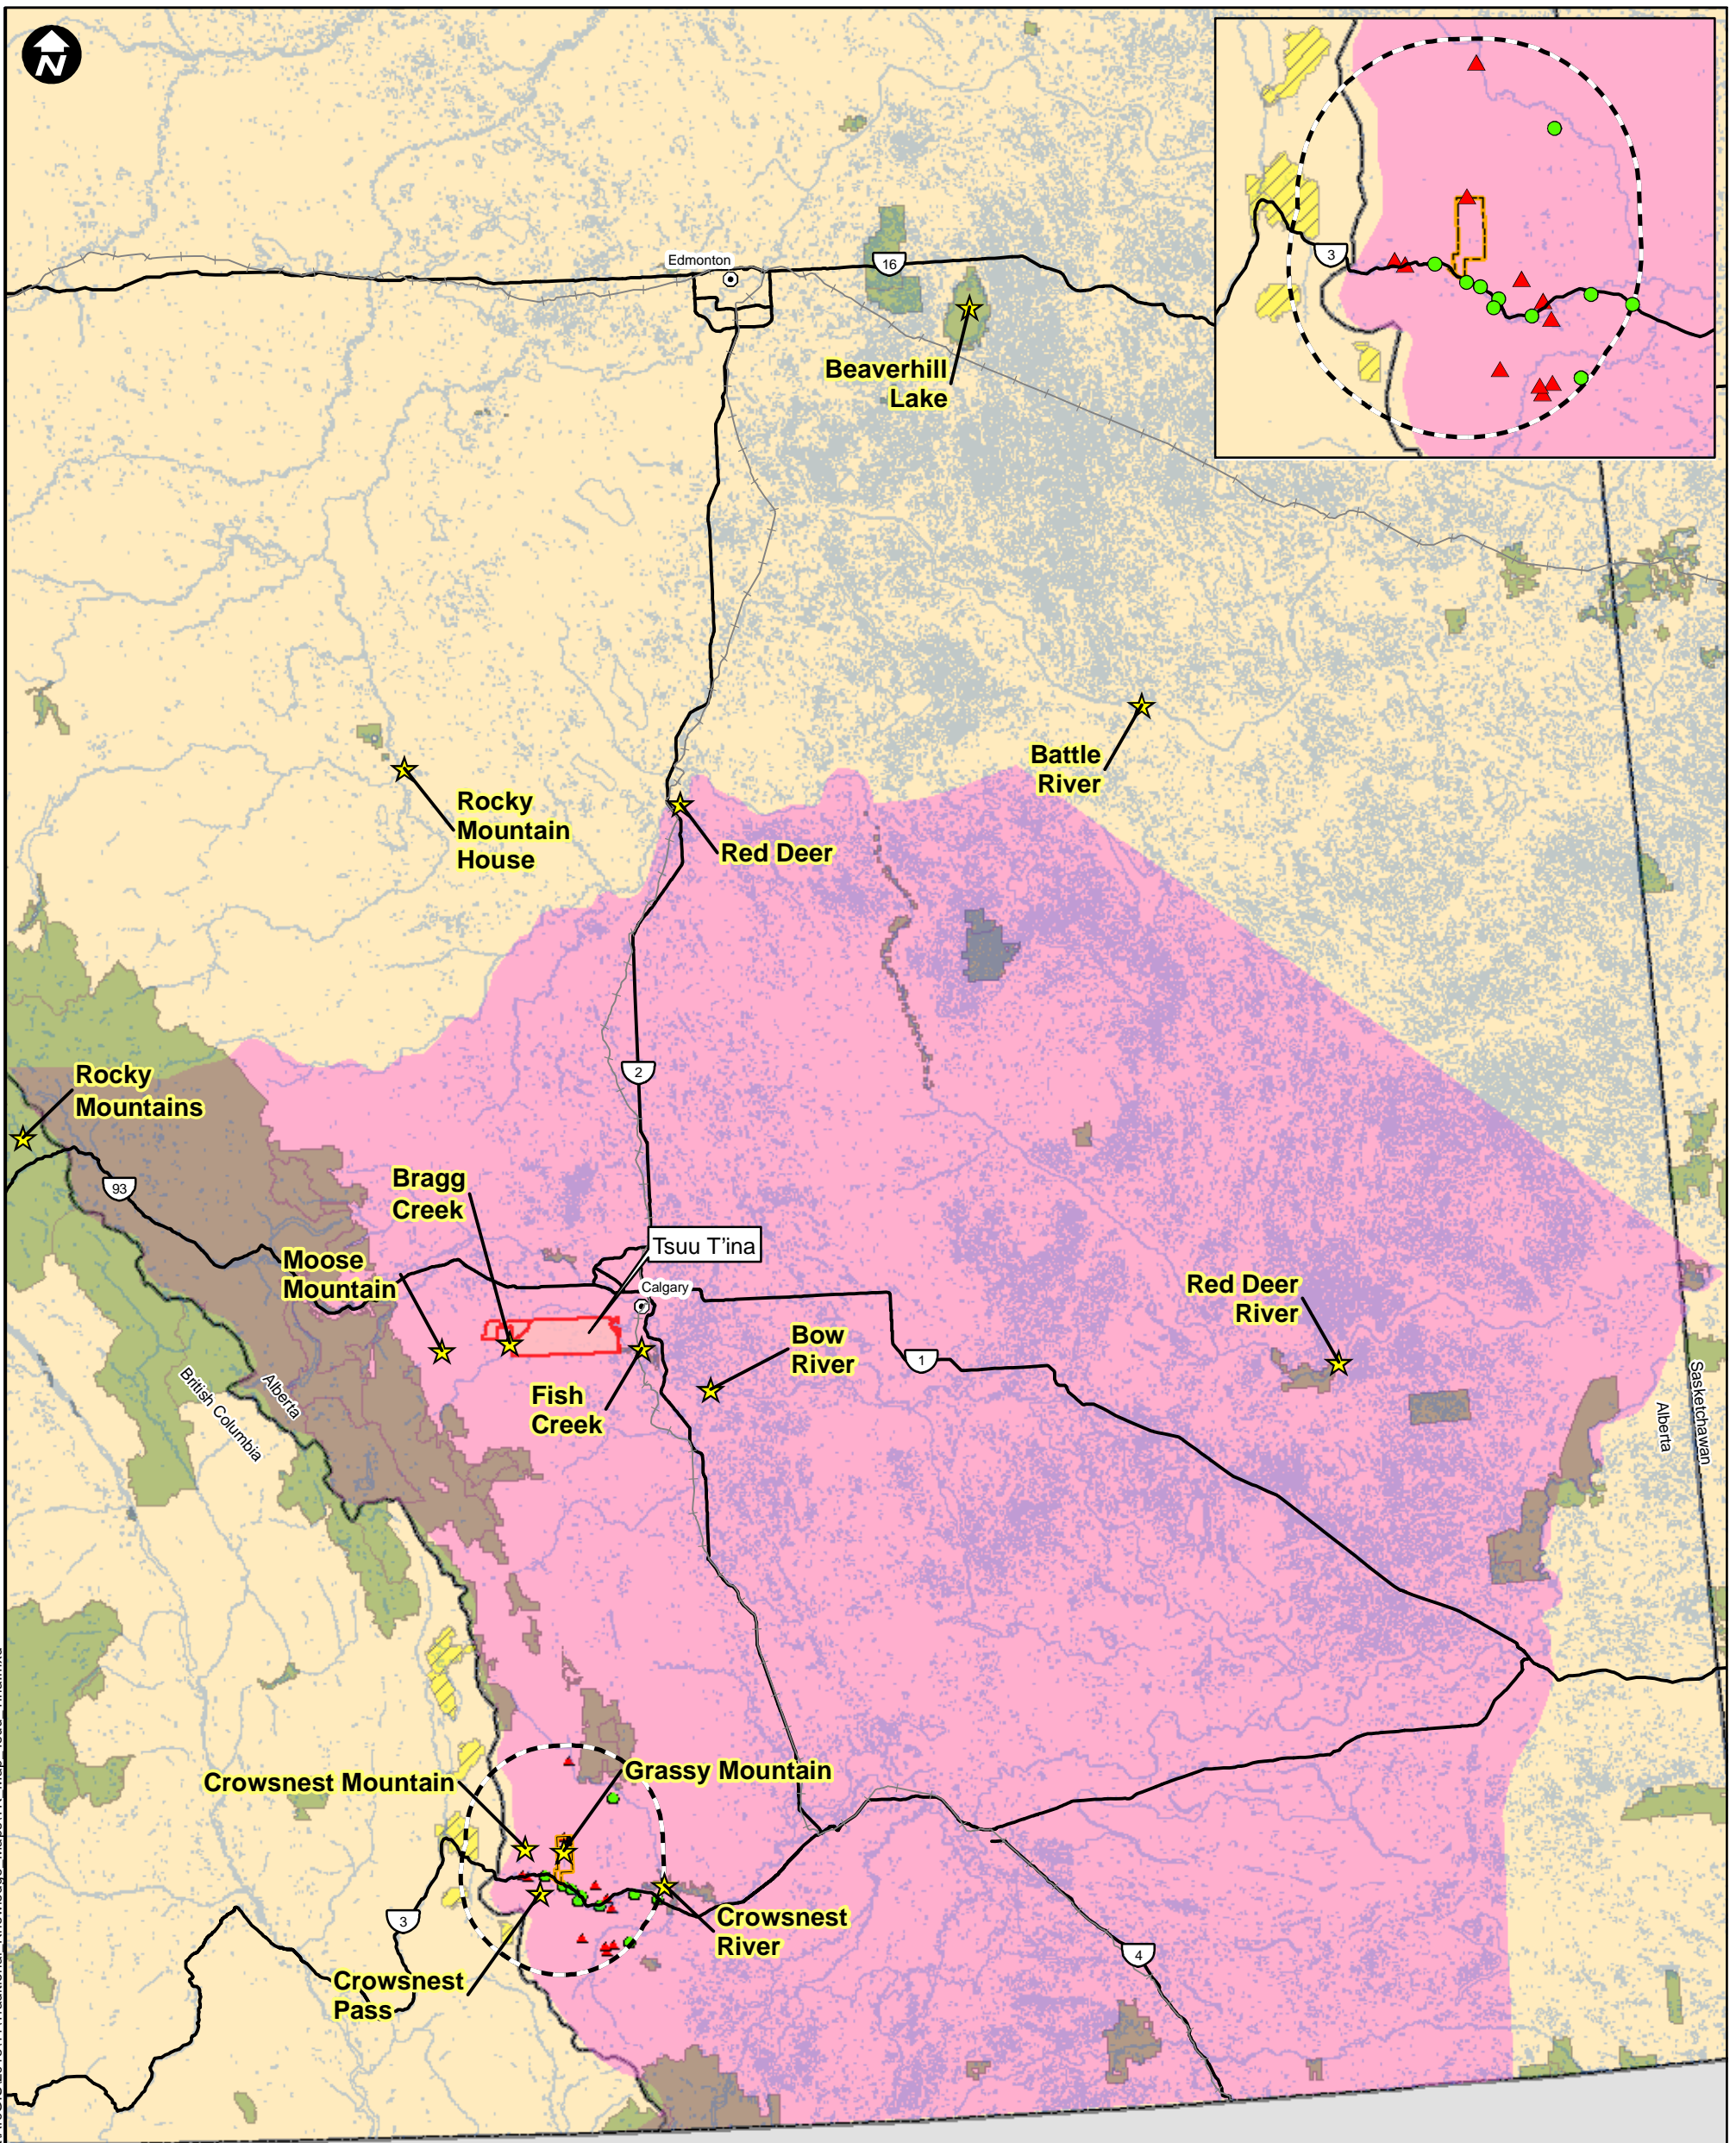 N
Edmonton
16
3
Beaverhill
Lake
Battle
River
Rocky
Mountain
House
Red Deer
2
Rocky
Mountains
93
Bragg
Creek
Tsuu T'ina
Moose
Mountain
Calgary
Red Deer
River
Bow
River
1
Fish
Creek
British Columbia
Alberta
Saskectchawan
Alberta
Grassy Mountain
Crowsnest Mountain
Crowsnest
River
3
4
Crowsnest
Pass